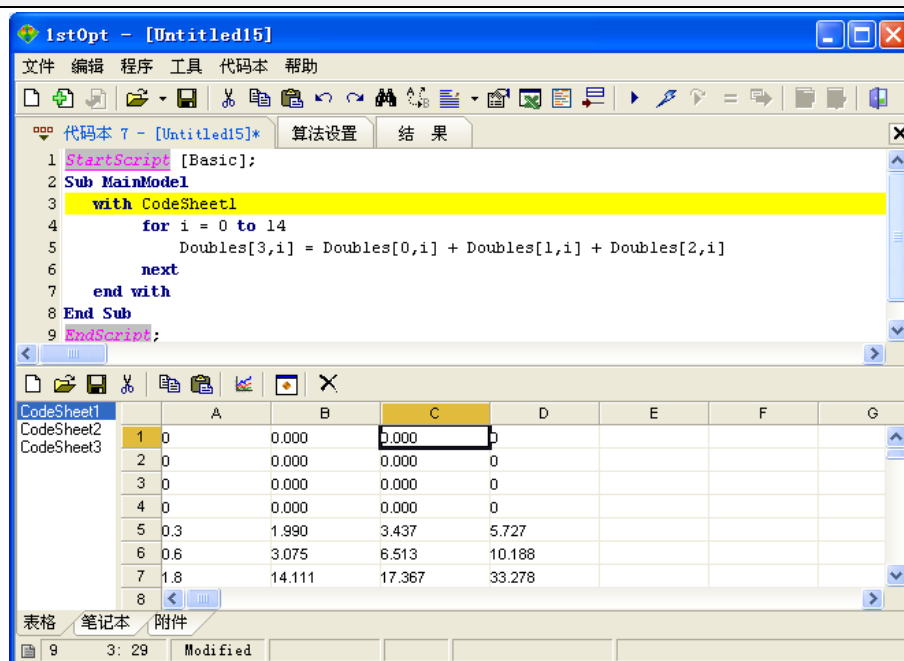 1stOpt - [Untitled15]
文件 编辑 程序 工具 代码本 帮助
代码本 7 - [Untitled15]* 算法设置 结 果
1 StartScript [Basic];
2 Sub MainModel
3 with CodeSheet1
4 for i = 0 to 14
5 Doubles[3,i] = Doubles[0,i] + Doubles[1,i] + Doubles[2,i]
6 next
7 end with
8 End Sub
9 EndScript;
CodeSheet1
CodeSheet2
CodeSheet3
A B C D E F G
1 0 0.000 0.000 0
2 0 0.000 0.000 0
3 0 0.000 0.000 0
4 0 0.000 0.000 0
5 0.3 1.990 3.437 5.727
6 0.6 3.075 6.513 10.188
7 1.8 14.111 17.367 33.278
8
表格 笔记本 附件
9 3: 29 Modified